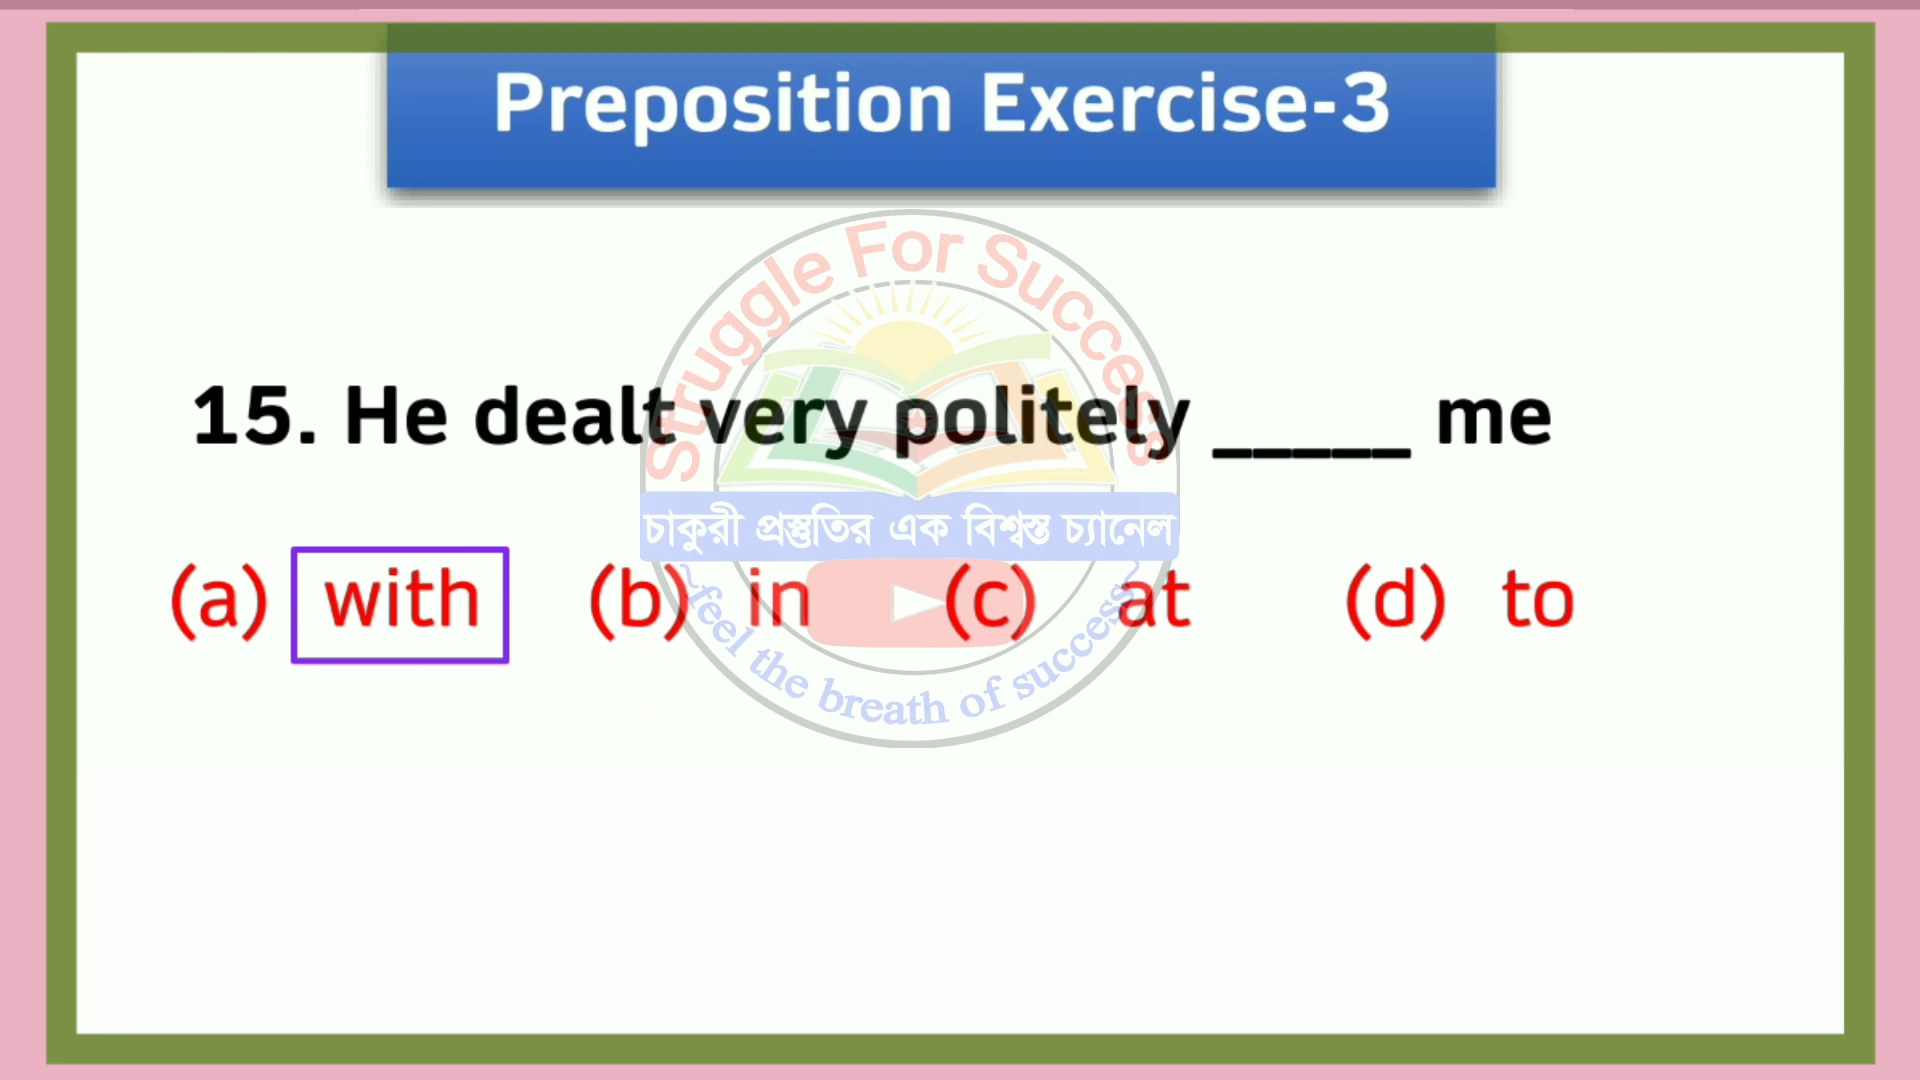 Preposition Exercise-3
Struggle For Success
15. He dealt very politely _____ me
চাকুরী প্রস্তুতির এক বিশ্বস্ত চ্যানেল
(a) with (b) in (c) at (d) to
~feel the breath of success~